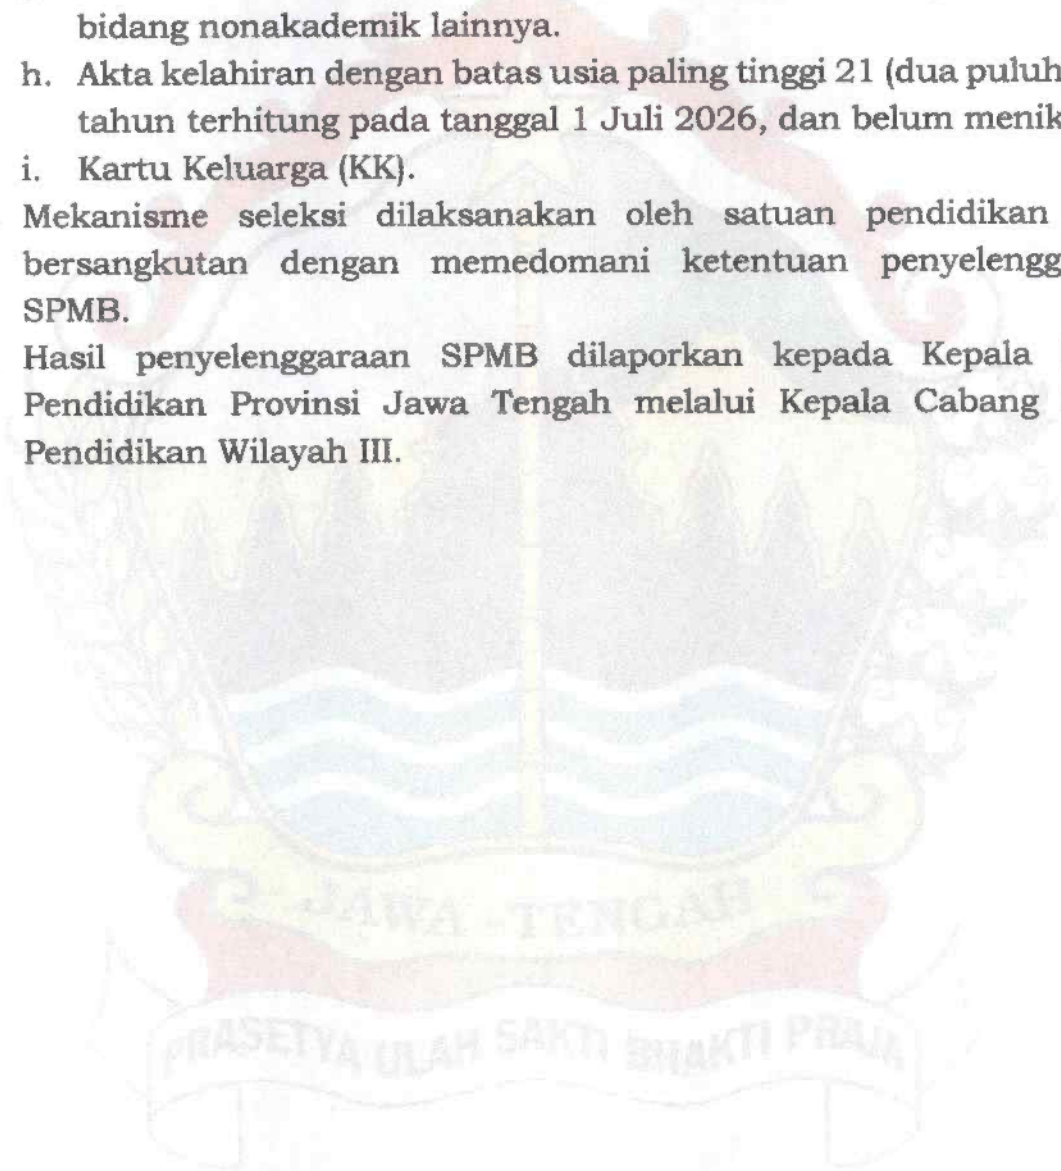 bidang nonakademik lainnya.
h. Akta kelahiran dengan batas usia paling tinggi 21 (dua puluh
tahun terhitung pada tanggal 1 Juli 2026, dan belum menik
i. Kartu Keluarga (KK).
Mekanisme seleksi dilaksanakan oleh satuan pendidikan
bersangkutan dengan memedomani ketentuan penyelengg
SPMB.
Hasil penyelenggaraan SPMB dilaporkan kepada Kepala
Pendidikan Provinsi Jawa Tengah melalui Kepala Cabang
Pendidikan Wilayah III.
JAWA - TENGAH
PRASETYA ULAH SAKTI BHAKTI PRAJA